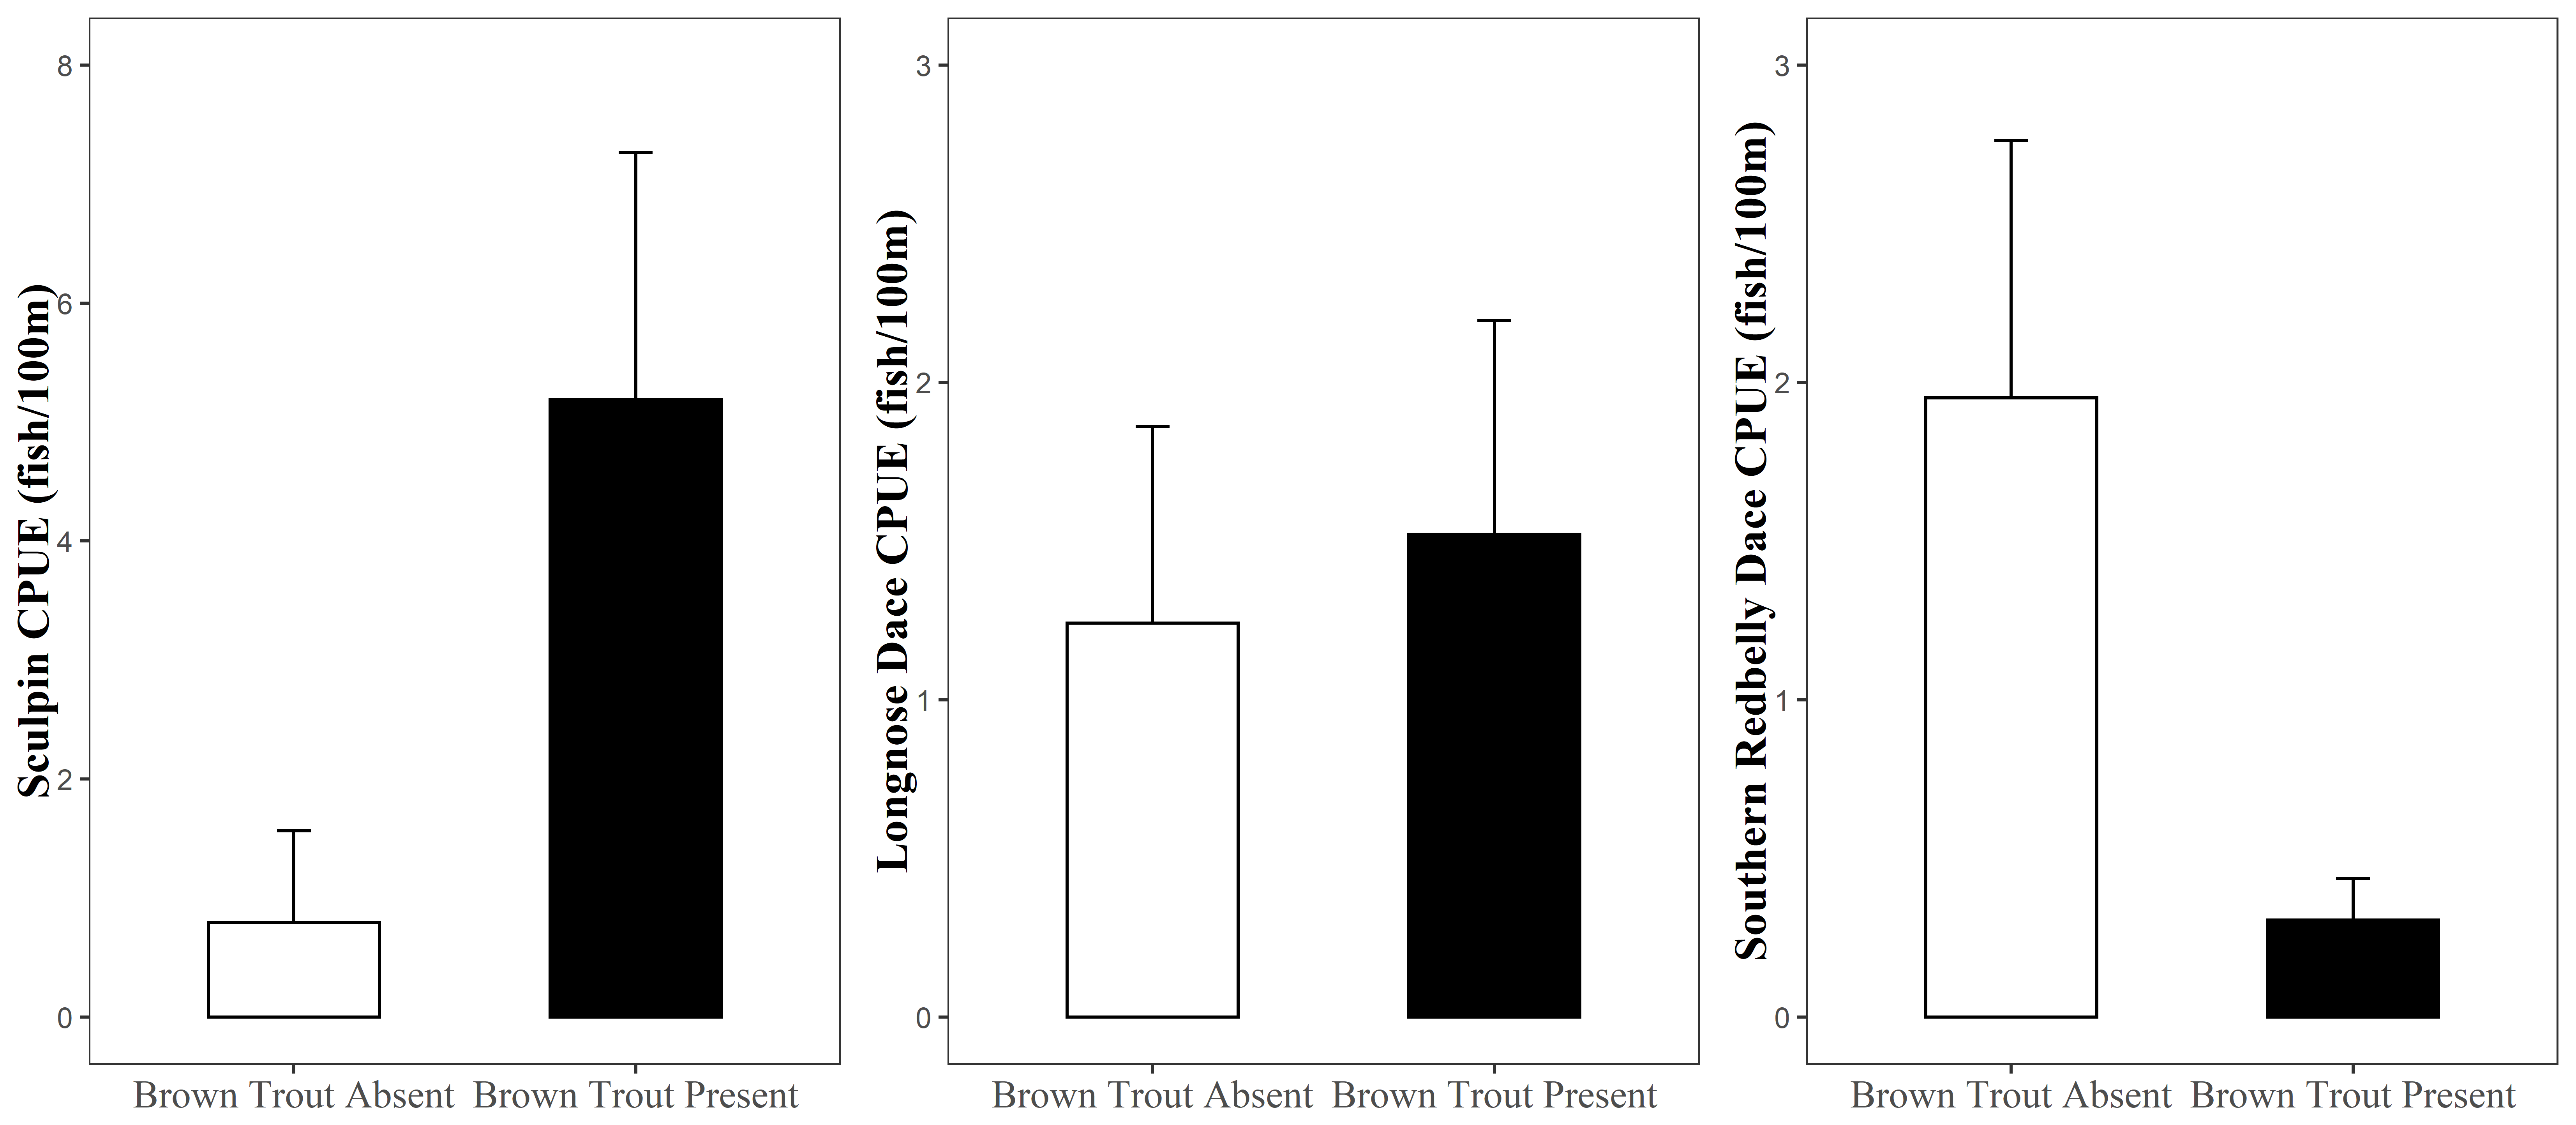 Sculpin CPUE (fish/100m)
8
6
4
2
0
Brown Trout Absent Brown Trout Present
Longnose Dace CPUE (fish/100m)
3
2
1
0
Brown Trout Absent Brown Trout Present
Southern Redbelly Dace CPUE (fish/100m)
3
2
1
0
Brown Trout Absent Brown Trout Present